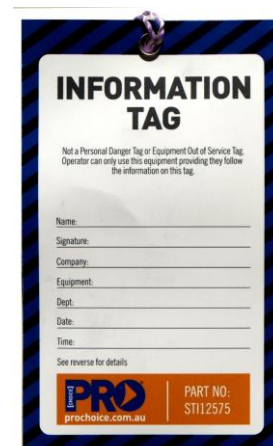 INFORMATION
TAG
Not a Personal Danger Tag or Equipment Out of Service Tag.
Operator can only use this equipment providing they follow
the information on this tag.
Name:
Signature:
Company:
Equipment:
Dept:
Date:
Time:
See reverse for details
[choice] PRO
prochoice.com.au
PART NO:
STI12575